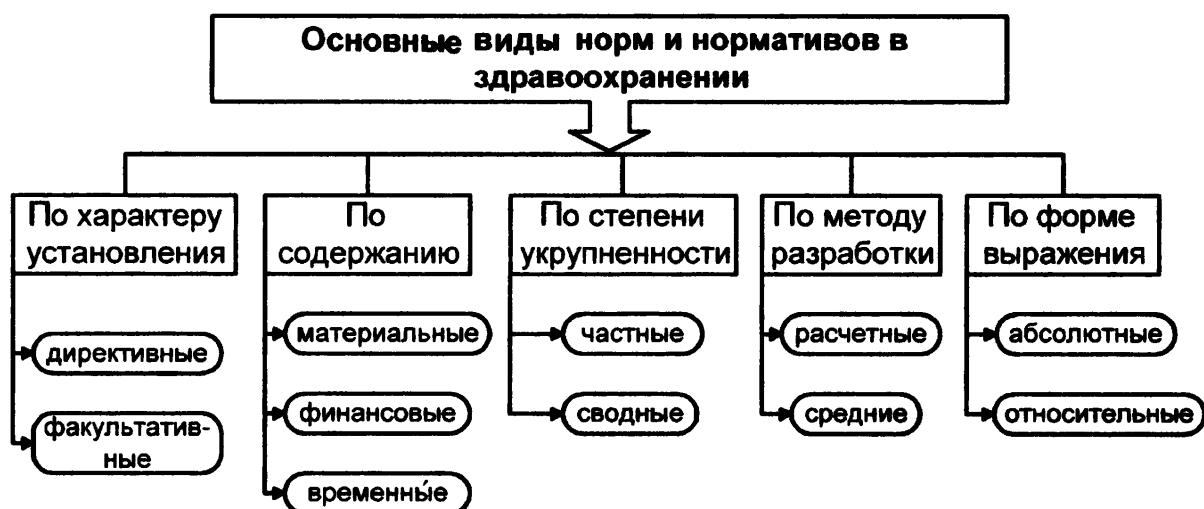 Основные виды норм и нормативов в
здравоохранении
По характеру
установления
директивные
факультатив-
ные
По
содержанию
материальные
финансовые
временны́е
По степени
укрупненности
частные
сводные
По методу
разработки
расчетные
средние
По форме
выражения
абсолютные
относительные